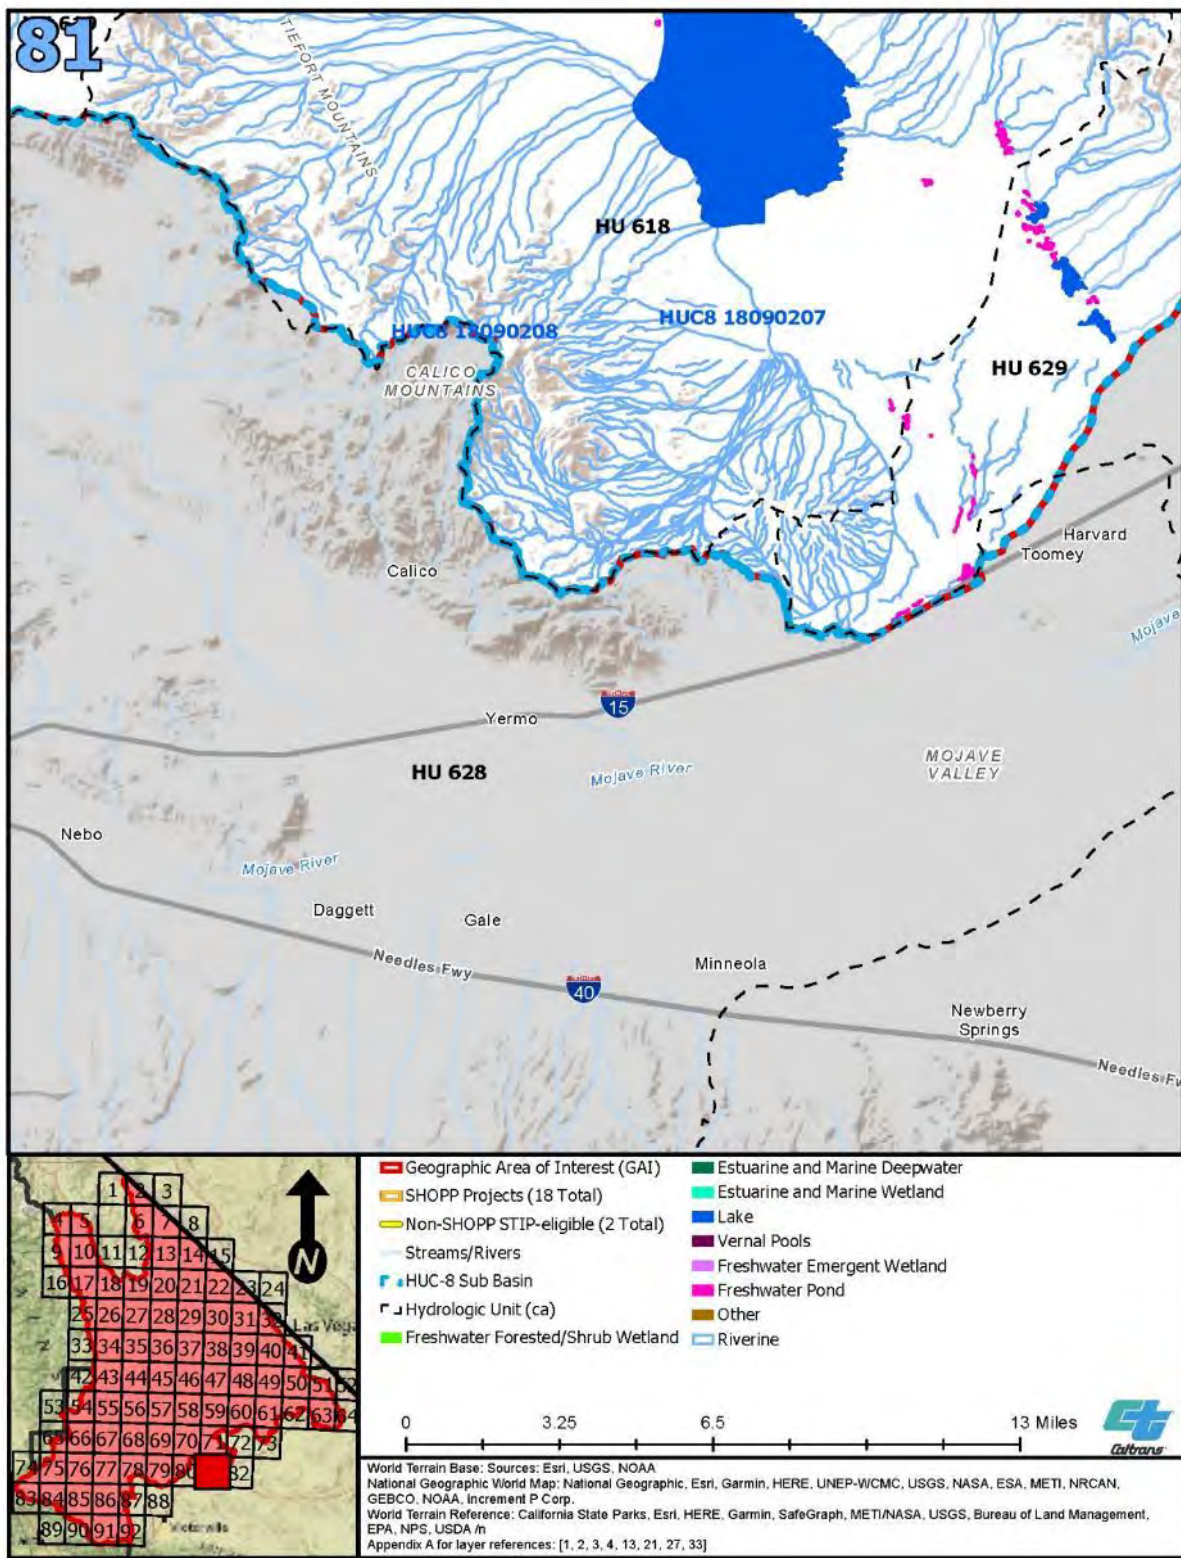 81
TIEFORT MOUNTAINS
HU 618
HUC8 18090208
HUC8 18090207
CALICO
MOUNTAINS
HU 629
Harvard
Toomey
Calico
Mojave
15
Yermo
HU 628
Mojave River
MOJAVE
VALLEY
Nebo
Mojave River
Daggett
Gale
Needles Fwy
Minneola
40
Newberry
Springs
Needles Fw
1 2 3
4 5 6 7 8
9 10 11 12 13 14 15
16 17 18 19 20 21 22 23 24
25 26 27 28 29 30 31 32 Las Vega
33 34 35 36 37 38 39 40 41
42 43 44 45 46 47 48 49 50 51 52
53 54 55 56 57 58 59 60 61 62 63 64
65 66 67 68 69 70 71 72 73
74 75 76 77 78 79 80 82
83 84 85 86 87 88
89 90 91 92 Victorville
N
Geographic Area of Interest (GAI)
SHOPP Projects (18 Total)
Non-SHOPP STIP-eligible (2 Total)
Streams/Rivers
HUC-8 Sub Basin
Hydrologic Unit (ca)
Freshwater Forested/Shrub Wetland
Estuarine and Marine Deepwater
Estuarine and Marine Wetland
Lake
Vernal Pools
Freshwater Emergent Wetland
Freshwater Pond
Other
Riverine
0 3.25 6.5 13 Miles
Caltrans
World Terrain Base: Sources: Esri, USGS, NOAA
National Geographic World Map: National Geographic, Esri, Garmin, HERE, UNEP-WCMC, USGS, NASA, ESA, METI, NRCAN,
GEBCO, NOAA, Increment P Corp.
World Terrain Reference: California State Parks, Esri, HERE, Garmin, SafeGraph, METI/NASA, USGS, Bureau of Land Management,
EPA, NPS, USDA /n
Appendix A for layer references: [1, 2, 3, 4, 13, 21, 27, 33]